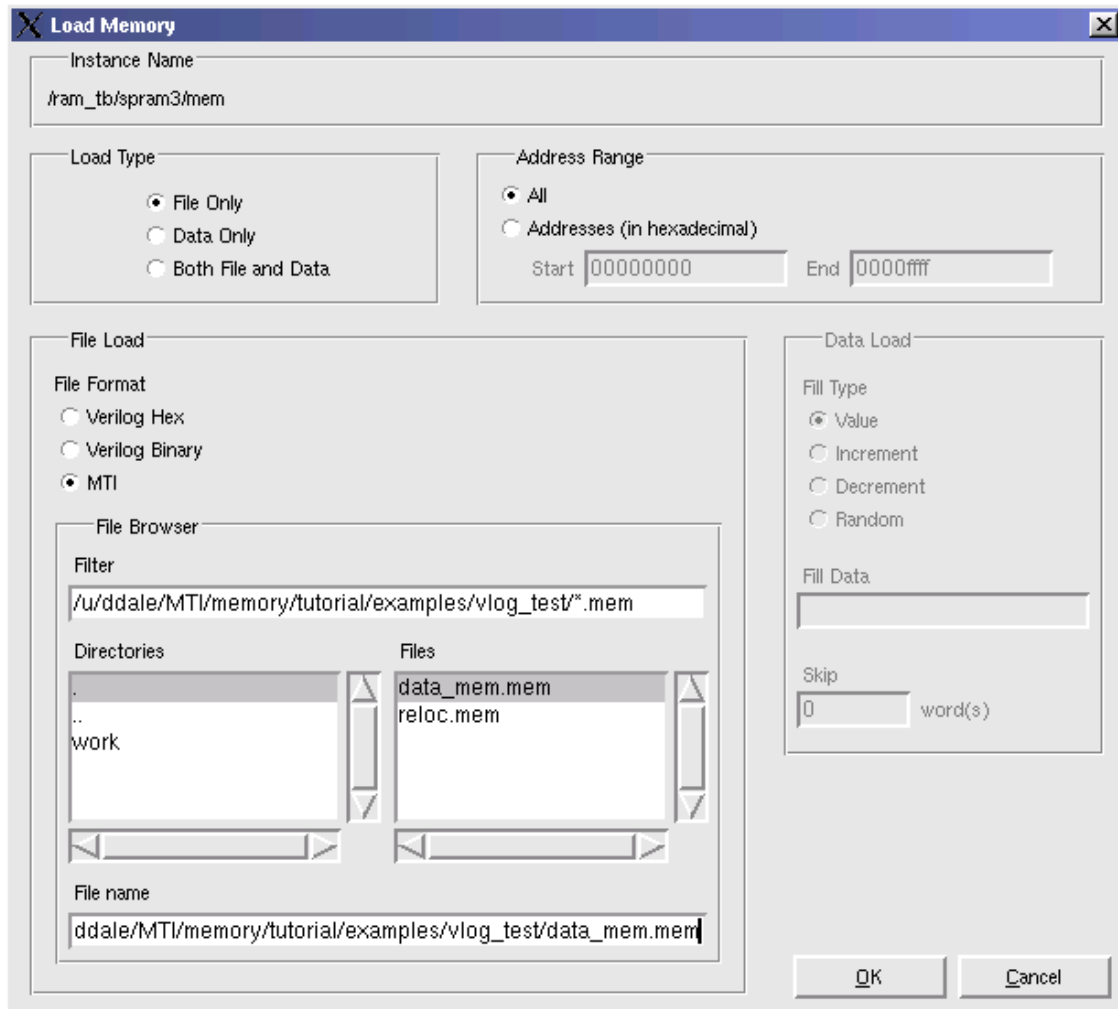 Load Memory
Instance Name
/ram_tb/spram3/mem
Load Type
File Only
Data Only
Both File and Data
Address Range
All
Addresses (in hexadecimal)
Start 00000000 End 0000ffff
File Load
File Format
Verilog Hex
Verilog Binary
MTI
File Browser
Filter
/u/ddale/MTI/memory/tutorial/examples/vlog_test/*.mem
Directories
.
..
work
Files
data_mem.mem
reloc.mem
File name
ddale/MTI/memory/tutorial/examples/vlog_test/data_mem.mem
Data Load
Fill Type
Value
Increment
Decrement
Random
Fill Data
Skip
0 word(s)
OK Cancel